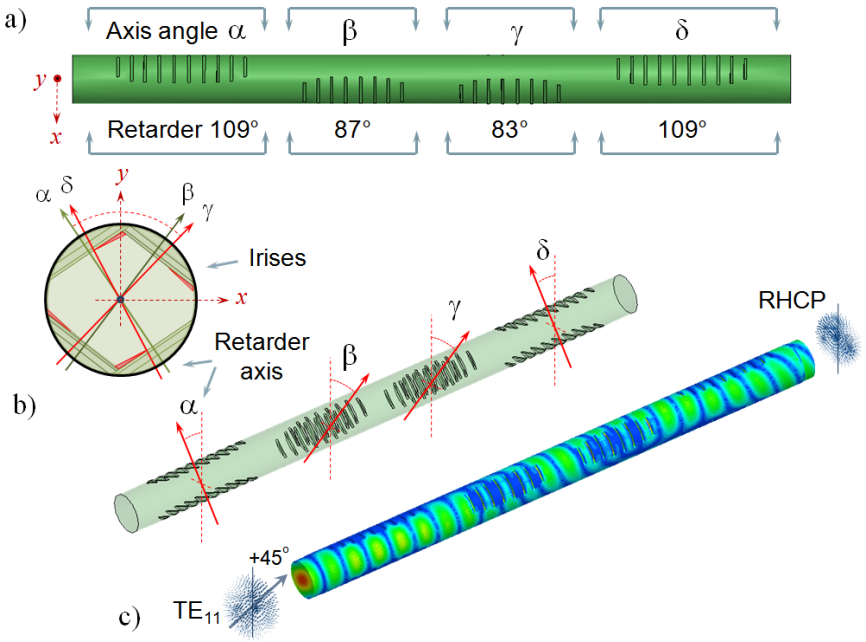 a)
Axis angle α β γ δ
y
x
Retarder 109° 87° 83° 109°
α δ y β γ
Irises
x
Retarder
axis
b)
α
β
γ
δ
RHCP
+45°
TE₁₁
c)